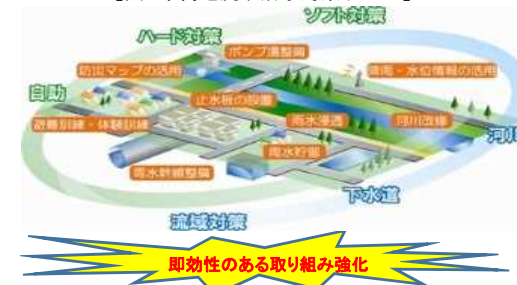 ソフト対策
ハード対策
ポンプ場整備
防災マップの活用
雨・水位情報の活用
自助
止水板の設置
避難訓練・体験訓練
雨水浸透
河川改修
河川
雨水貯留
雨水幹線整備
下水道
流域対策
即効性のある取り組み強化